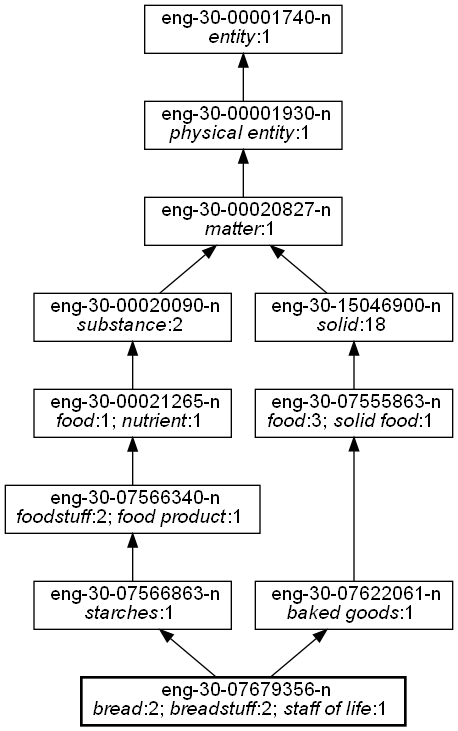 eng-30-00001740-n
entity:1
eng-30-00001930-n
physical entity:1
eng-30-00020827-n
matter:1
eng-30-00020090-n
substance:2
eng-30-15046900-n
solid:18
eng-30-00021265-n
food:1; nutrient:1
eng-30-07555863-n
food:3; solid food:1
eng-30-07566340-n
foodstuff:2; food product:1
eng-30-07566863-n
starches:1
eng-30-07622061-n
baked goods:1
eng-30-07679356-n
bread:2; breadstuff:2; staff of life:1